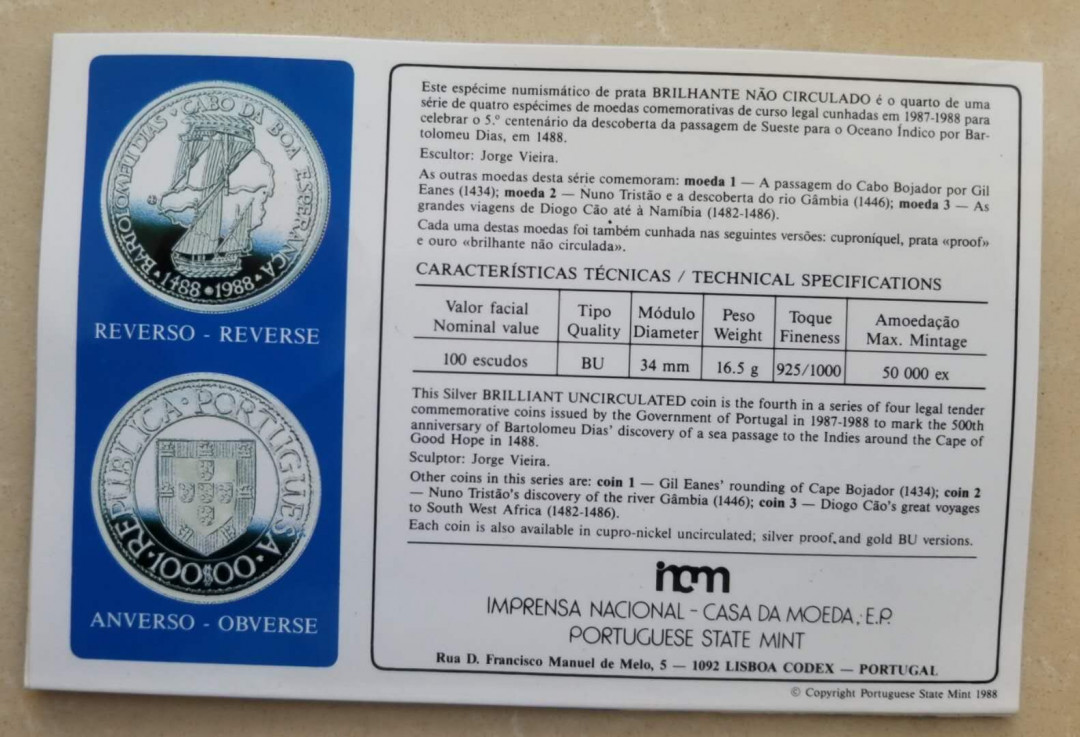 BARTOLOMEU DIAS • CABO DA BOA ESPERANÇA
• 1488 • 1988 •
REVERSO - REVERSE
REPÚBLICA • PORTUGUESA
• 100$00 •
ANVERSO - OBVERSE
Este espécime numismático de prata BRILHANTE NÃO CIRCULADO é o quarto de uma
série de quatro espécimes de moedas comemorativas de curso legal cunhadas em 1987-1988 para
celebrar o 5.º centenário da descoberta da passagem de Sueste para o Oceano Índico por Bar-
tolomeu Dias, em 1488.
Escultor: Jorge Vieira.
As outras moedas desta série comemoram: moeda 1 — A passagem do Cabo Bojador por Gil
Eanes (1434); moeda 2 — Nuno Tristão e a descoberta do rio Gâmbia (1446); moeda 3 — As
grandes viagens de Diogo Cão até à Namíbia (1482-1486).
Cada uma destas moedas foi também cunhada nas seguintes versões: cuproníquel, prata «proof»
e ouro «brilhante não circulada».
CARACTERÍSTICAS TÉCNICAS / TECHNICAL SPECIFICATIONS
Valor facial Tipo Módulo Peso Toque Amoedação
Nominal value Quality Diameter Weight Fineness Max. Mintage
100 escudos BU 34 mm 16.5 g 925/1000 50 000 ex
This Silver BRILLIANT UNCIRCULATED coin is the fourth in a series of four legal tender
commemorative coins issued by the Government of Portugal in 1987-1988 to mark the 500th
anniversary of Bartolomeu Dias' discovery of a sea passage to the Indies around the Cape of
Good Hope in 1488.
Sculptor: Jorge Vieira.
Other coins in this series are: coin 1 — Gil Eanes' rounding of Cape Bojador (1434); coin 2
— Nuno Tristão's discovery of the river Gâmbia (1446); coin 3 — Diogo Cão's great voyages
to South West Africa (1482-1486).
Each coin is also available in cupro-nickel uncirculated; silver proof, and gold BU versions.
incm
IMPRENSA NACIONAL - CASA DA MOEDA, E.P.
PORTUGUESE STATE MINT
Rua D. Francisco Manuel de Melo, 5 — 1092 LISBOA CODEX — PORTUGAL
© Copyright Portuguese State Mint 1988